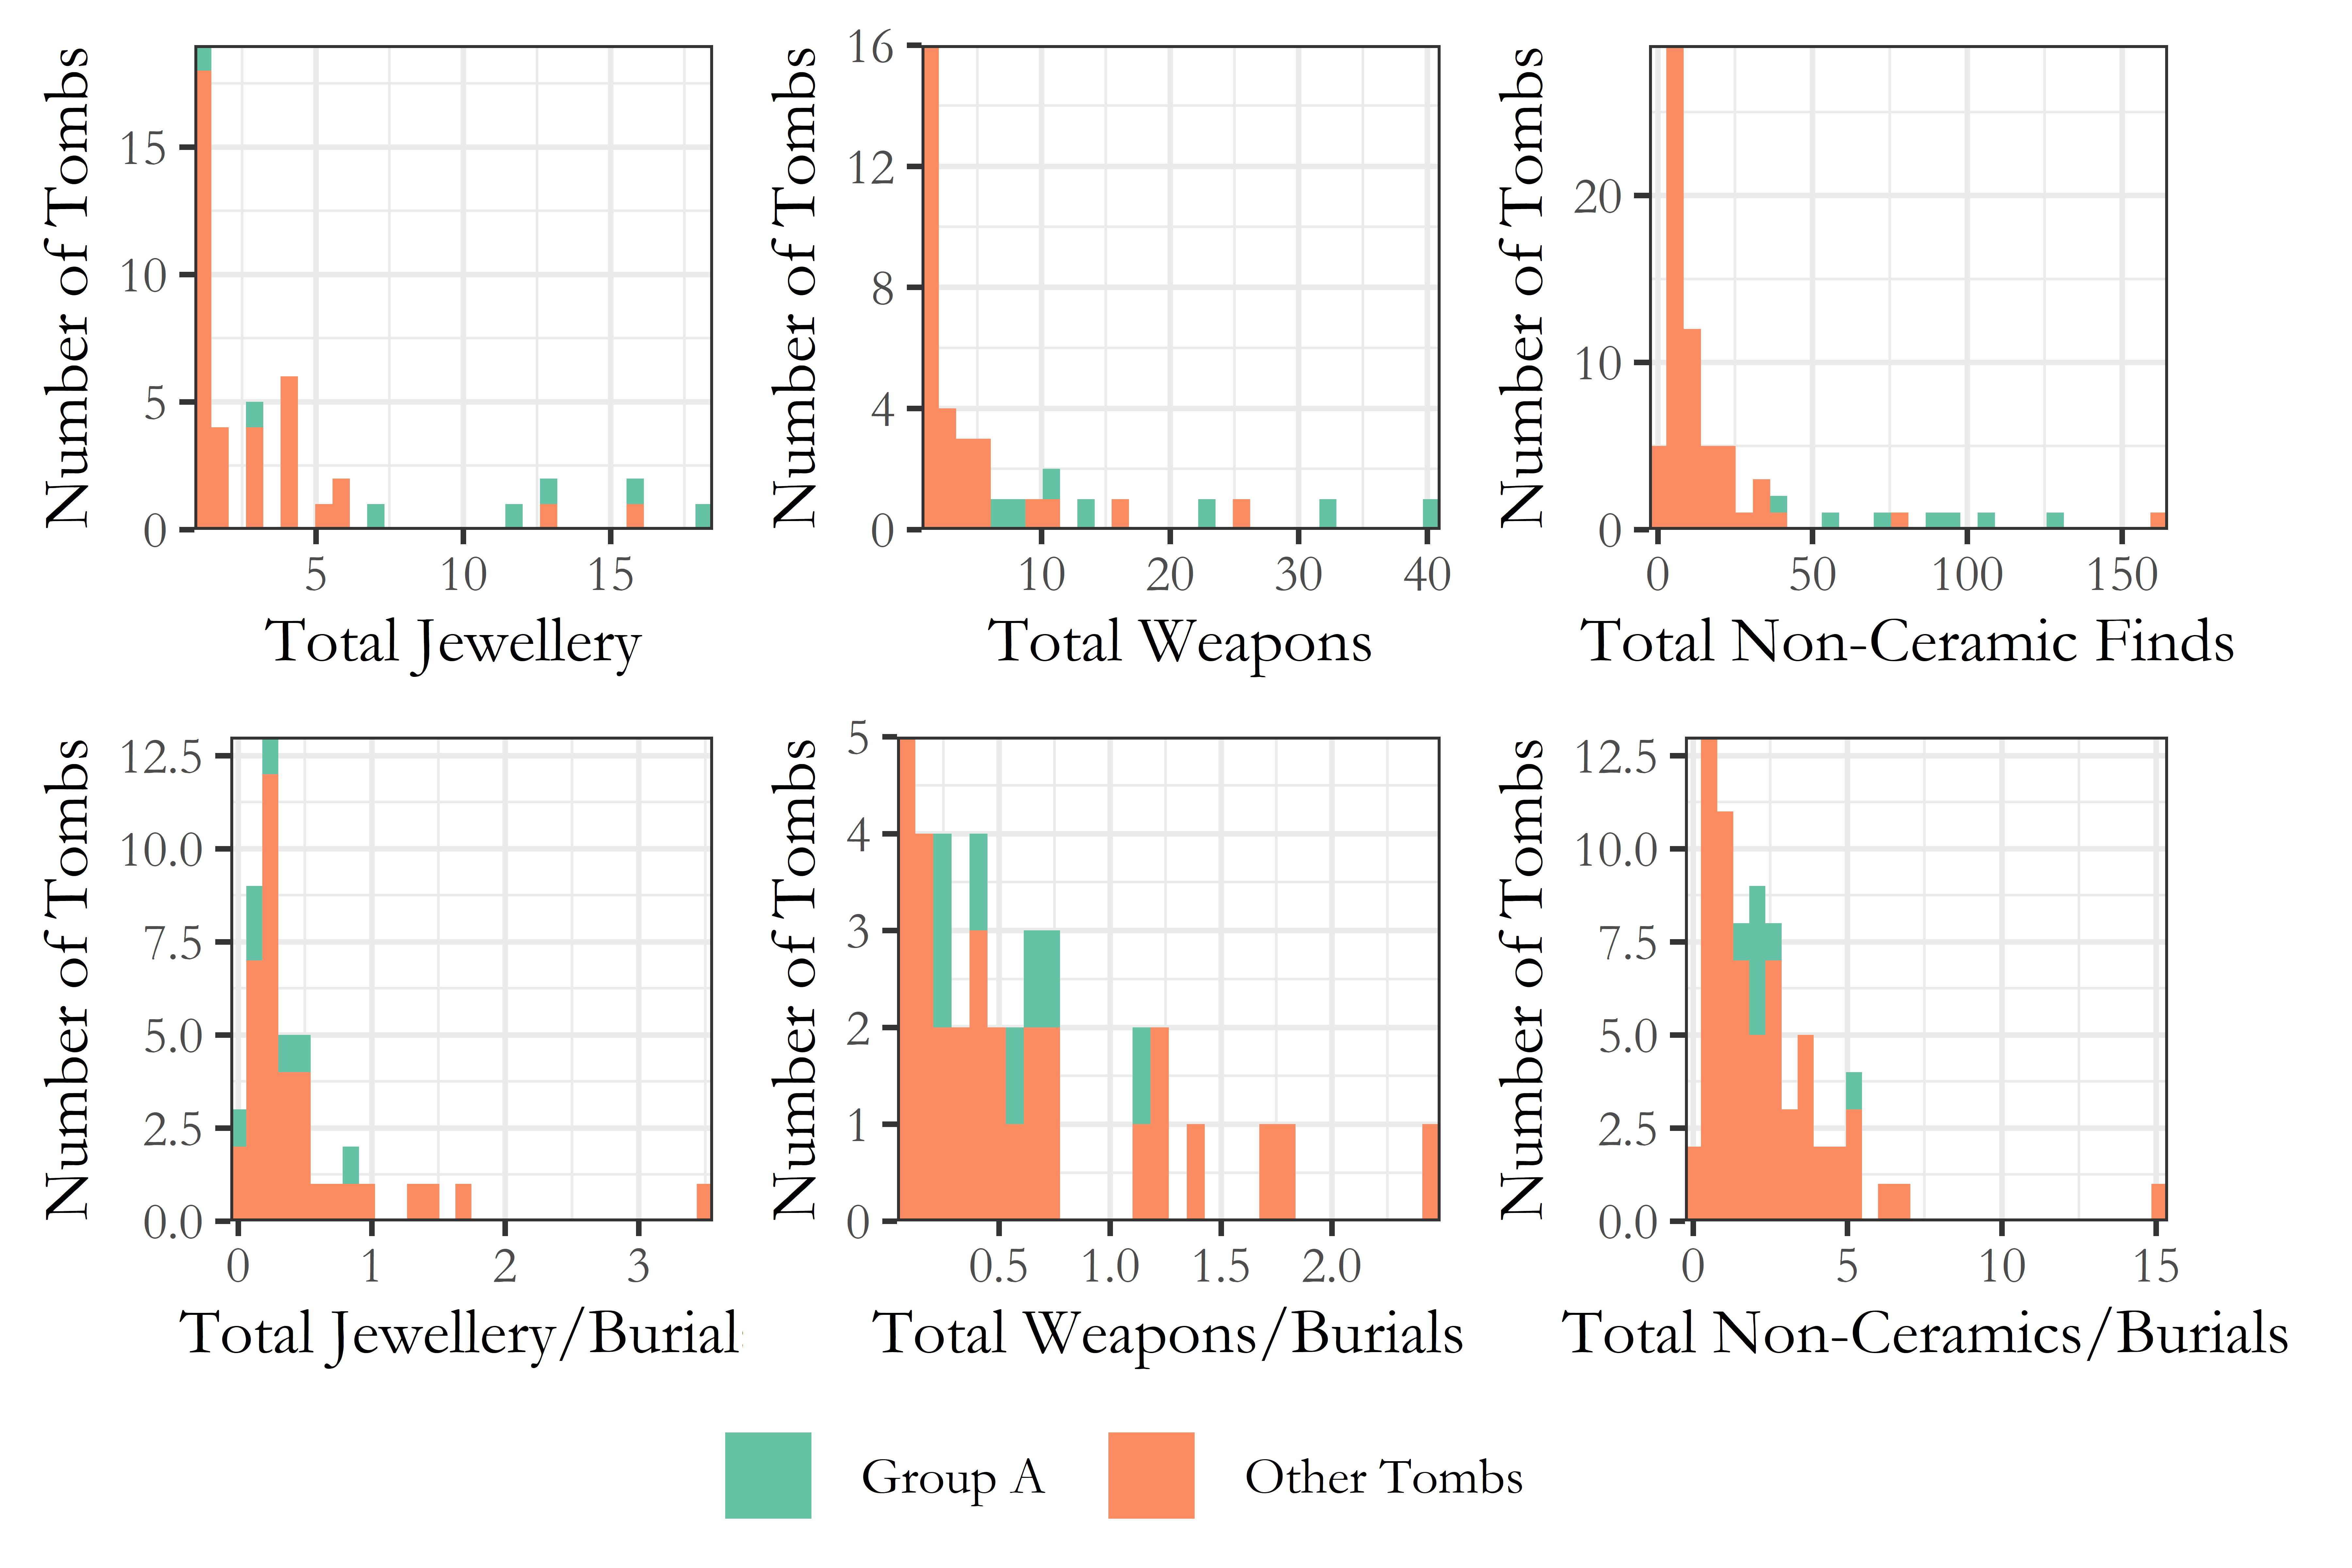 Number of Tombs
15
10
5
0
5 10 15
Total Jewellery
Number of Tombs
16
12
8
4
0
10 20 30 40
Total Weapons
Number of Tombs
20
10
0
0 50 100 150
Total Non-Ceramic Finds
Number of Tombs
12.5
10.0
7.5
5.0
2.5
0.0
0 1 2 3
Total Jewellery/Burials
Number of Tombs
5
4
3
2
1
0
0.5 1.0 1.5 2.0
Total Weapons/Burials
Number of Tombs
12.5
10.0
7.5
5.0
2.5
0.0
0 5 10 15
Total Non-Ceramics/Burials
Group A
Other Tombs